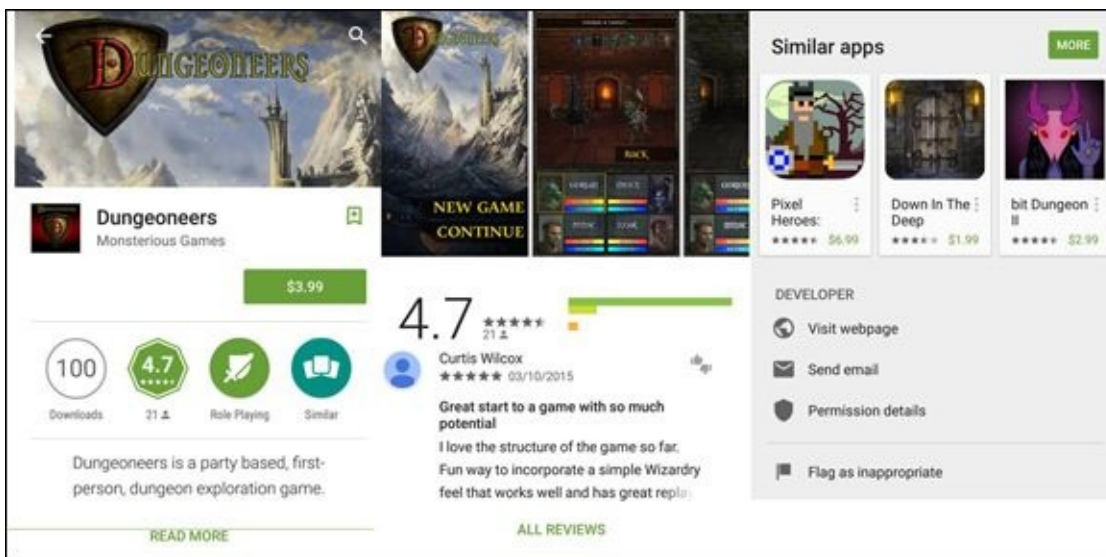 DUNGEONEERS
Dungeoneers
Monsterious Games
$3.99
100
4.7
Downloads
21
Role Playing
Similar
Dungeoneers is a party based, first-
person, dungeon exploration game.
READ MORE
DUNGEONEERS
NEW GAME
CONTINUE
BACK
4.7
21
Curtis Wilcox
03/10/2015
Great start to a game with so much
potential
I love the structure of the game so far.
Fun way to incorporate a simple Wizardry
feel that works well and has great repla
ALL REVIEWS
Similar apps
MORE
Pixel
Heroes:
$6.99
Down In The
Deep
$1.99
bit Dungeon
II
$2.99
DEVELOPER
Visit webpage
Send email
Permission details
Flag as inappropriate